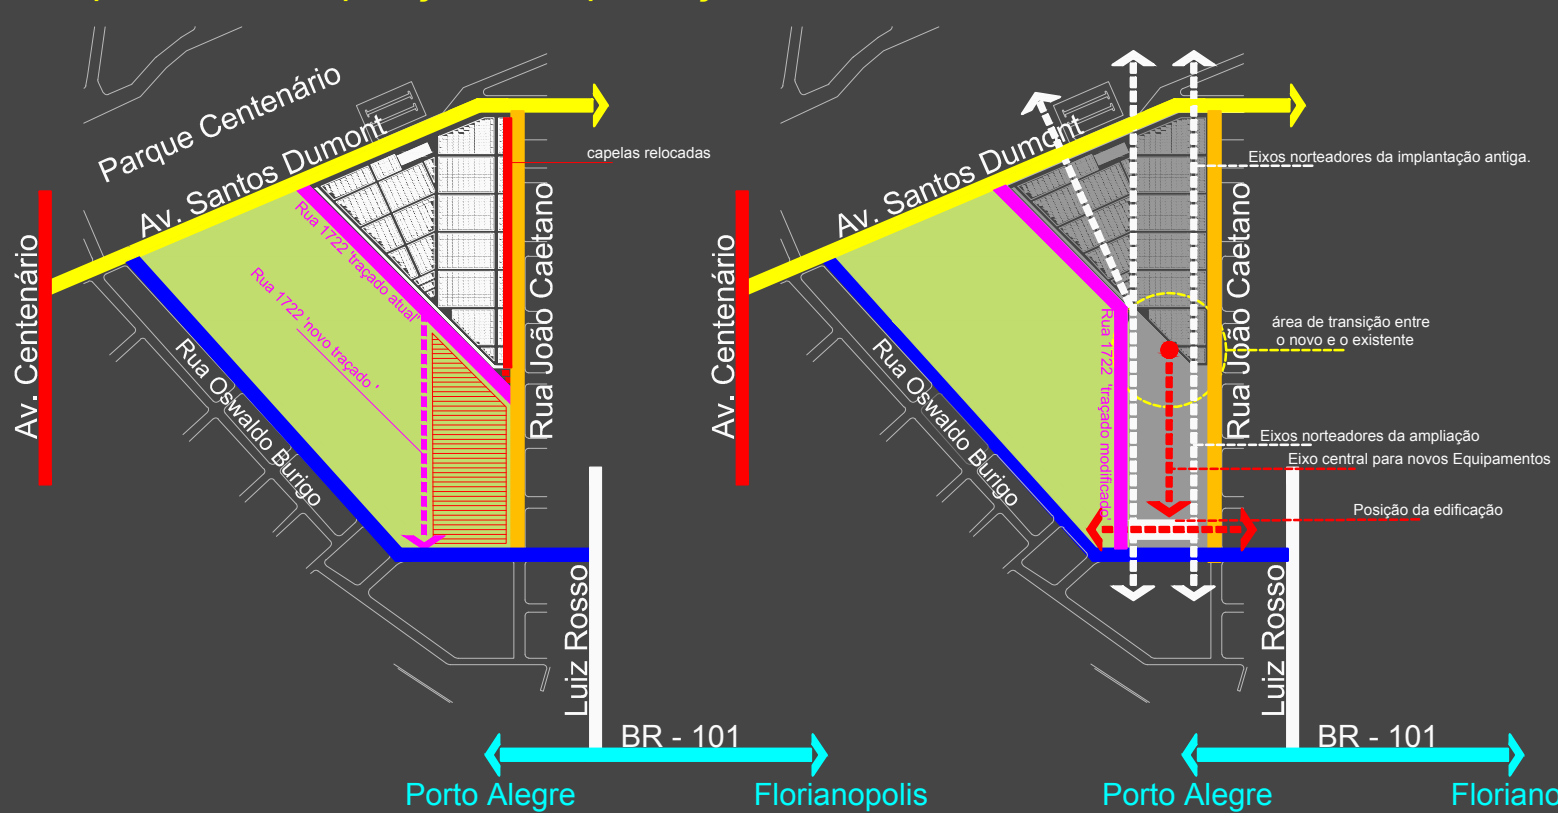 Parque Centenário
Av. Santos Dumont
capelas relocadas
Rua 1722 'traçado atual'
Rua 1722 'novo traçado '
Av. Centenário
Rua João Caetano
Rua Oswaldo Burigo
Luiz Rosso
BR - 101
Porto Alegre
Florianopolis
Av. Santos Dumont
Eixos norteadores da implantação antiga.
Av. Centenário
Rua João Caetano
área de transição entre
o novo e o existente
Rua 1722 'traçado modificado'
Rua Oswaldo Burigo
Eixos norteadores da ampliação
Eixo central para novos Equipamentos
Posição da edificação
Luiz Rosso
BR - 101
Porto Alegre
Floriano